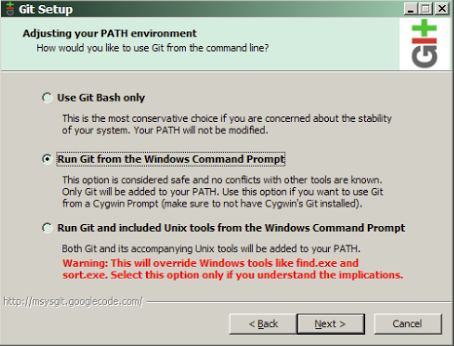 Git Setup
Adjusting your PATH environment
How would you like to use Git from the command line?
Git
Use Git Bash only
This is the most conservative choice if you are concerned about the stability
of your system. Your PATH will not be modified.
Run Git from the Windows Command Prompt
This option is considered safe and no conflicts with other tools are known.
Only Git will be added to your PATH. Use this option if you want to use Git
from a Cygwin Prompt (make sure to not have Cygwin's Git installed).
Run Git and included Unix tools from the Windows Command Prompt
Both Git and its accompanying Unix tools will be added to your PATH.
Warning: This will override Windows tools like find.exe and
sort.exe. Select this option only if you understand the implications.
http://msysgit.googlecode.com/
< Back
Next >
Cancel